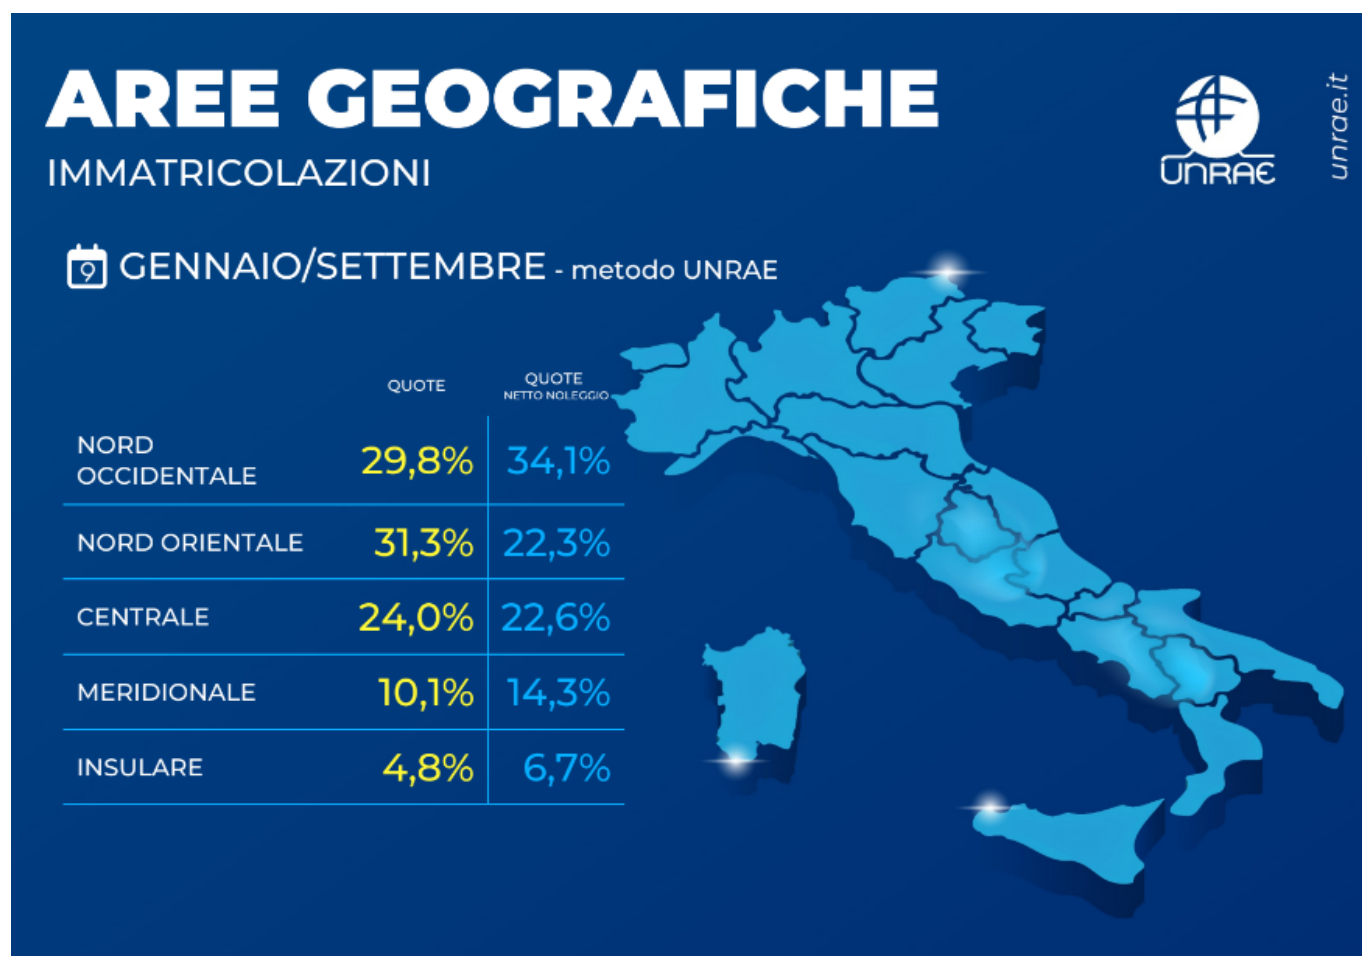 AREE GEOGRAFICHE
IMMATRICOLAZIONI
UNRAE
unrae.it
9 GENNAIO/SETTEMBRE - metodo UNRAE
QUOTE
QUOTE
NETTO NOLEGGIO
NORD
OCCIDENTALE 29,8% 34,1%
NORD ORIENTALE 31,3% 22,3%
CENTRALE 24,0% 22,6%
MERIDIONALE 10,1% 14,3%
INSULARE 4,8% 6,7%